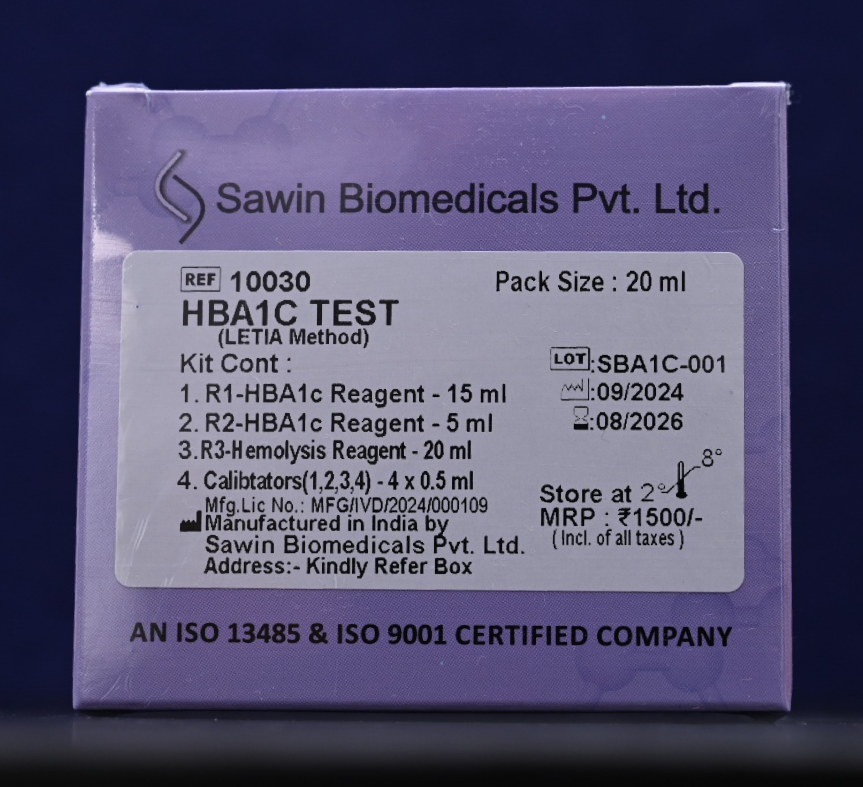 Sawin Biomedicals Pvt. Ltd.
REF 10030
Pack Size : 20 ml
HBA1C TEST
(LETIA Method)
Kit Cont :
LOT:SBA1C-001
1. R1-HBA1c Reagent - 15 ml
:09/2024
2. R2-HBA1c Reagent - 5 ml
:08/2026
3.R3-Hemolysis Reagent - 20 ml
4. Calibtators(1,2,3,4) - 4 x 0.5 ml
Store at 2° 8°
Mfg.Lic No.: MFG/IVD/2024/000109
MRP : ₹1500/-
Manufactured in India by
(Incl. of all taxes)
Sawin Biomedicals Pvt. Ltd.
Address:- Kindly Refer Box
AN ISO 13485 & ISO 9001 CERTIFIED COMPANY